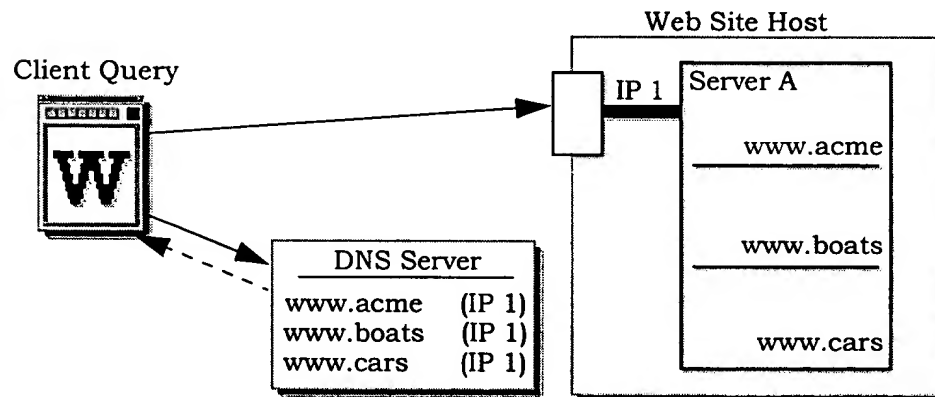 Web Site Host
Client Query
IP 1
Server A
W
www.acme
www.boats
www.cars
DNS Server
www.acme (IP 1)
www.boats (IP 1)
www.cars (IP 1)